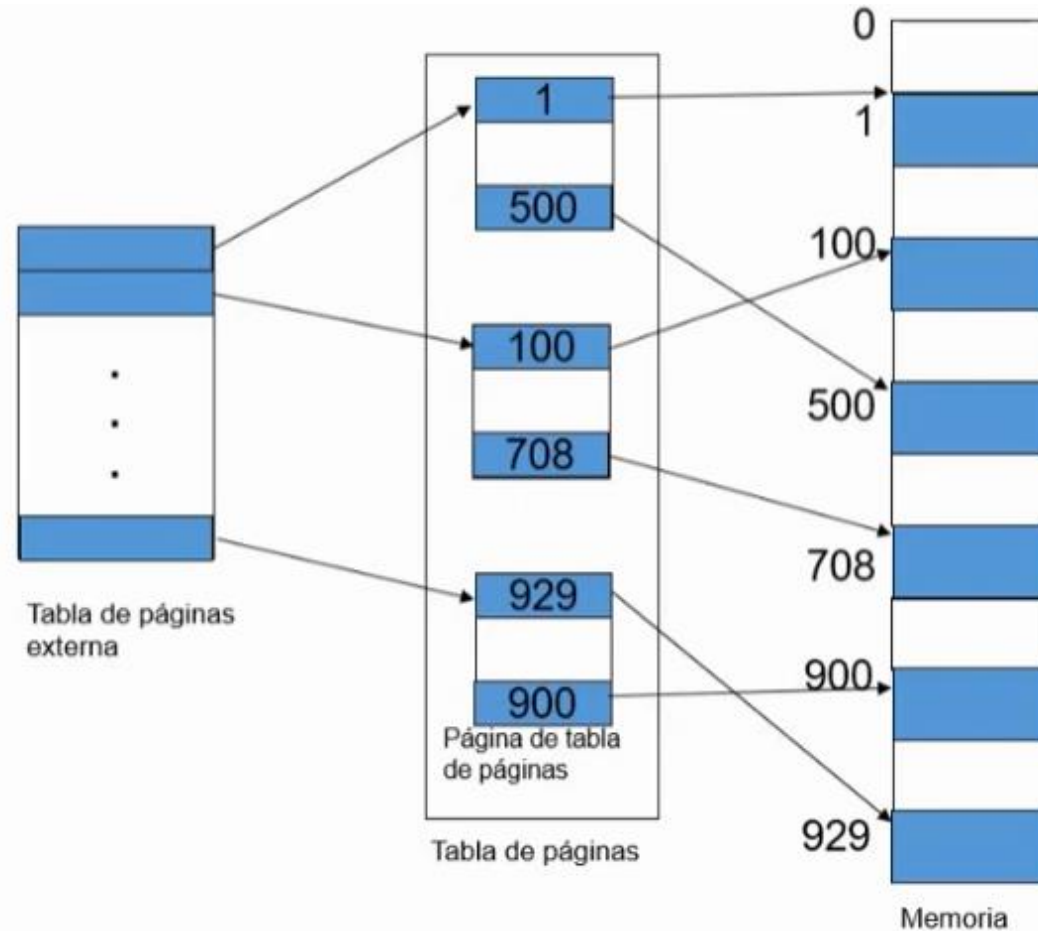 Tabla de páginas
externa
1
500
100
708
929
900
Página de tabla
de páginas
Tabla de páginas
0
1
100
500
708
900
929
Memoria